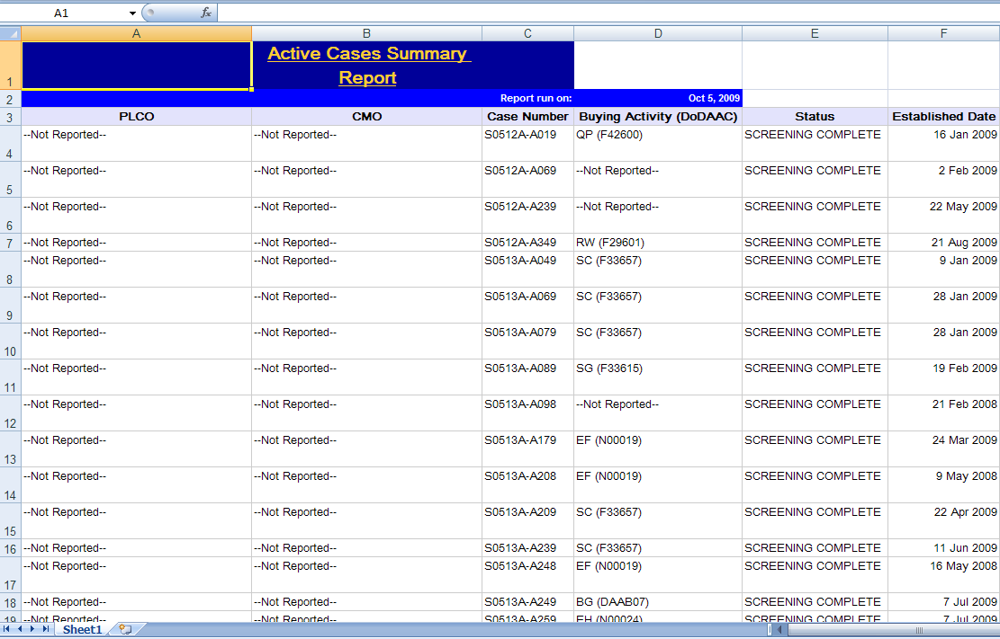 A1 fx
A B C D E F
1 Active Cases Summary
Report
2 Report run on: Oct 5, 2009
3 PLCO CMO Case Number Buying Activity (DoDAAC) Status Established Date
4 --Not Reported-- --Not Reported-- S0512A-A019 QP (F42600) SCREENING COMPLETE 16 Jan 2009
5 --Not Reported-- --Not Reported-- S0512A-A069 --Not Reported-- SCREENING COMPLETE 2 Feb 2009
6 --Not Reported-- --Not Reported-- S0512A-A239 --Not Reported-- SCREENING COMPLETE 22 May 2009
7 --Not Reported-- --Not Reported-- S0512A-A349 RW (F29601) SCREENING COMPLETE 21 Aug 2009
8 --Not Reported-- --Not Reported-- S0513A-A049 SC (F33657) SCREENING COMPLETE 9 Jan 2009
9 --Not Reported-- --Not Reported-- S0513A-A069 SC (F33657) SCREENING COMPLETE 28 Jan 2009
10 --Not Reported-- --Not Reported-- S0513A-A079 SC (F33657) SCREENING COMPLETE 28 Jan 2009
11 --Not Reported-- --Not Reported-- S0513A-A089 SG (F33615) SCREENING COMPLETE 19 Feb 2009
12 --Not Reported-- --Not Reported-- S0513A-A098 --Not Reported-- SCREENING COMPLETE 21 Feb 2008
13 --Not Reported-- --Not Reported-- S0513A-A179 EF (N00019) SCREENING COMPLETE 24 Mar 2009
14 --Not Reported-- --Not Reported-- S0513A-A208 EF (N00019) SCREENING COMPLETE 9 May 2008
15 --Not Reported-- --Not Reported-- S0513A-A209 SC (F33657) SCREENING COMPLETE 22 Apr 2009
16 --Not Reported-- --Not Reported-- S0513A-A239 SC (F33657) SCREENING COMPLETE 11 Jun 2009
17 --Not Reported-- --Not Reported-- S0513A-A248 EF (N00019) SCREENING COMPLETE 16 May 2008
18 --Not Reported-- --Not Reported-- S0513A-A249 BG (DAAB07) SCREENING COMPLETE 7 Jul 2009
19 --Not Reported-- --Not Reported-- S0513A-A259 FH (N00024) SCREENING COMPLETE 7 Jul 2009
Sheet1